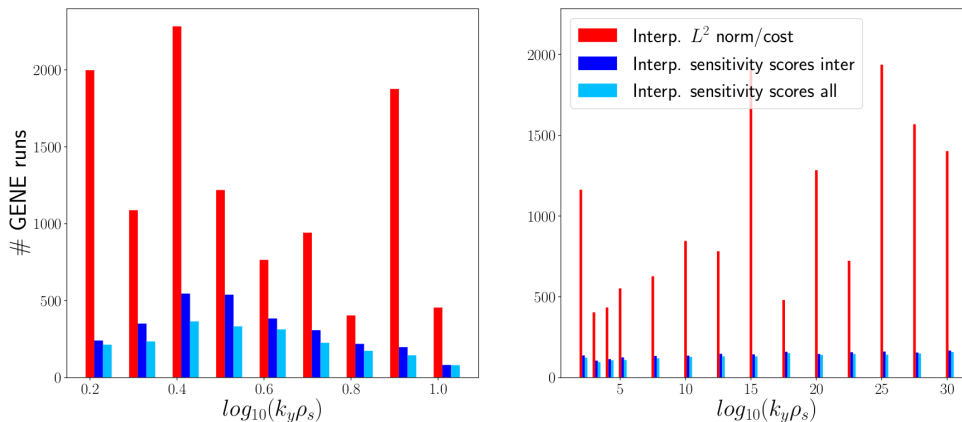 # GENE runs
2000
1500
1000
500
0
0.2 0.4 0.6 0.8 1.0
log₁₀(k_yρ_s)
Interp. L² norm/cost
Interp. sensitivity scores inter
Interp. sensitivity scores all
2000
1500
1000
500
0
5 10 15 20 25 30
log₁₀(k_yρ_s)